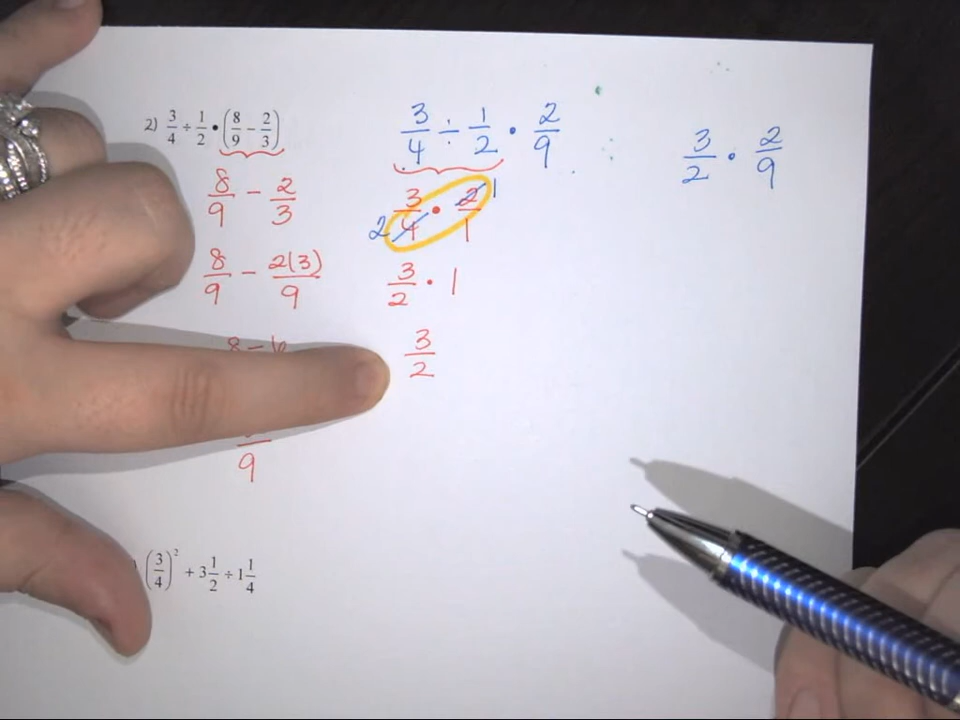 2) 3/4 ÷ 1/2 • (8/9 − 2/3)
8/9 − 2/3
8/9 − 2(3)/9
8 − 6
9
3/4 ÷ 1/2 • 2/9
3/4 • 2/1
2 1
3/2 • 1
3/2
3/2 • 2/9
(3/4)² + 3 1/2 ÷ 1 1/4